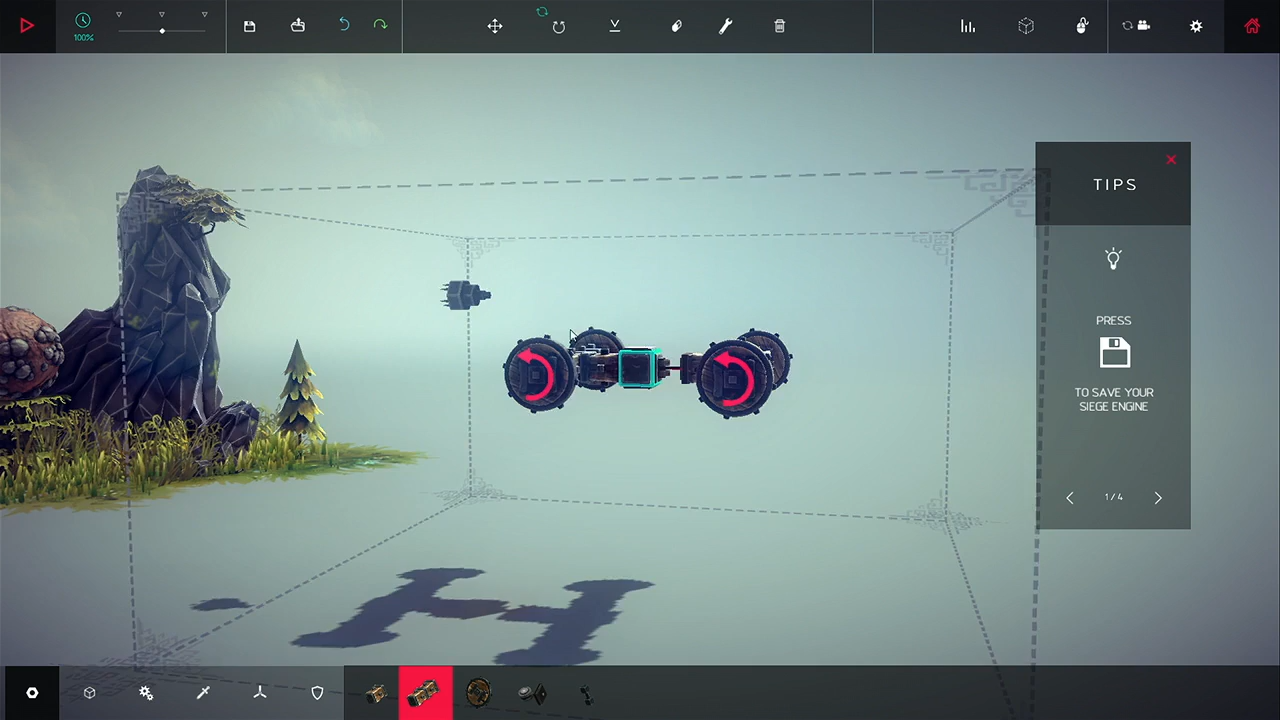 100%
TIPS
PRESS
TO SAVE YOUR
SIEGE ENGINE
1/4